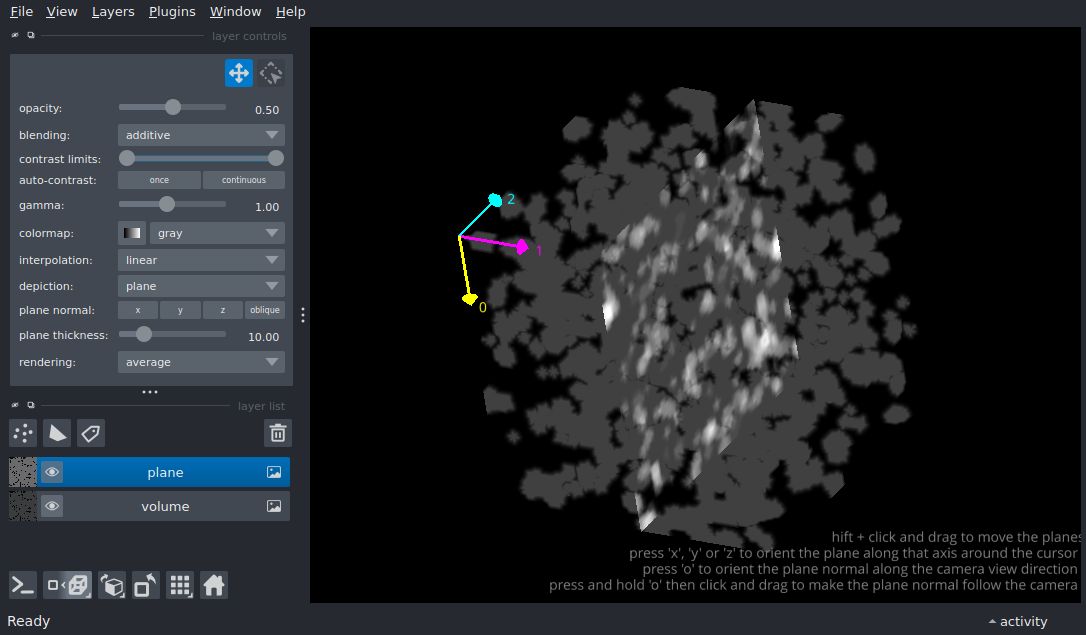 File View Layers Plugins Window Help
layer controls
opacity: 0.50
blending: additive
contrast limits:
auto-contrast: once continuous
gamma: 1.00
colormap: gray
interpolation: linear
depiction: plane
plane normal: x y z oblique
plane thickness: 10.00
rendering: average
layer list
plane
volume
2
1
0
hift + click and drag to move the planes
press 'x', 'y' or 'z' to orient the plane along that axis around the cursor
press 'o' to orient the plane normal along the camera view direction
press and hold 'o' then click and drag to make the plane normal follow the camera
Ready
activity